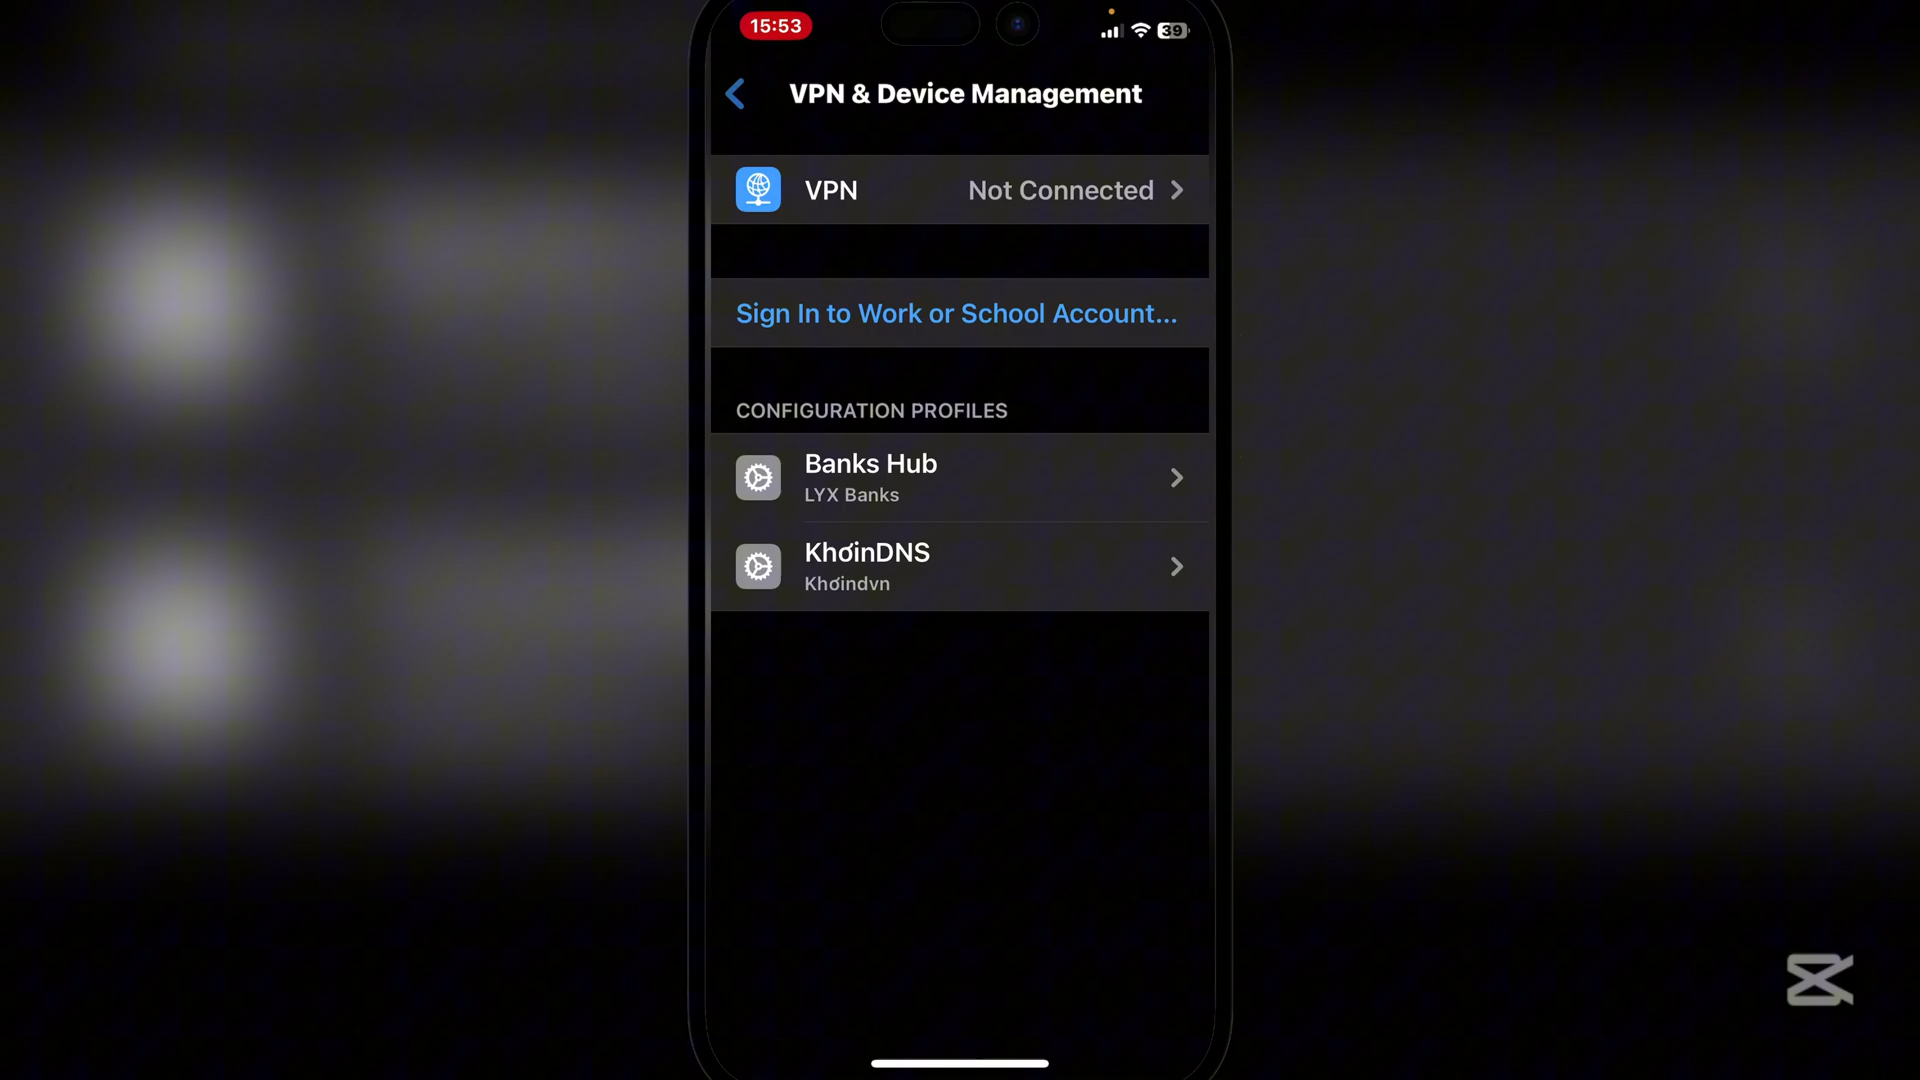 15:53
39
VPN & Device Management
VPN
Not Connected
Sign In to Work or School Account...
CONFIGURATION PROFILES
Banks Hub
LYX Banks
KhơinDNS
Khơindvn